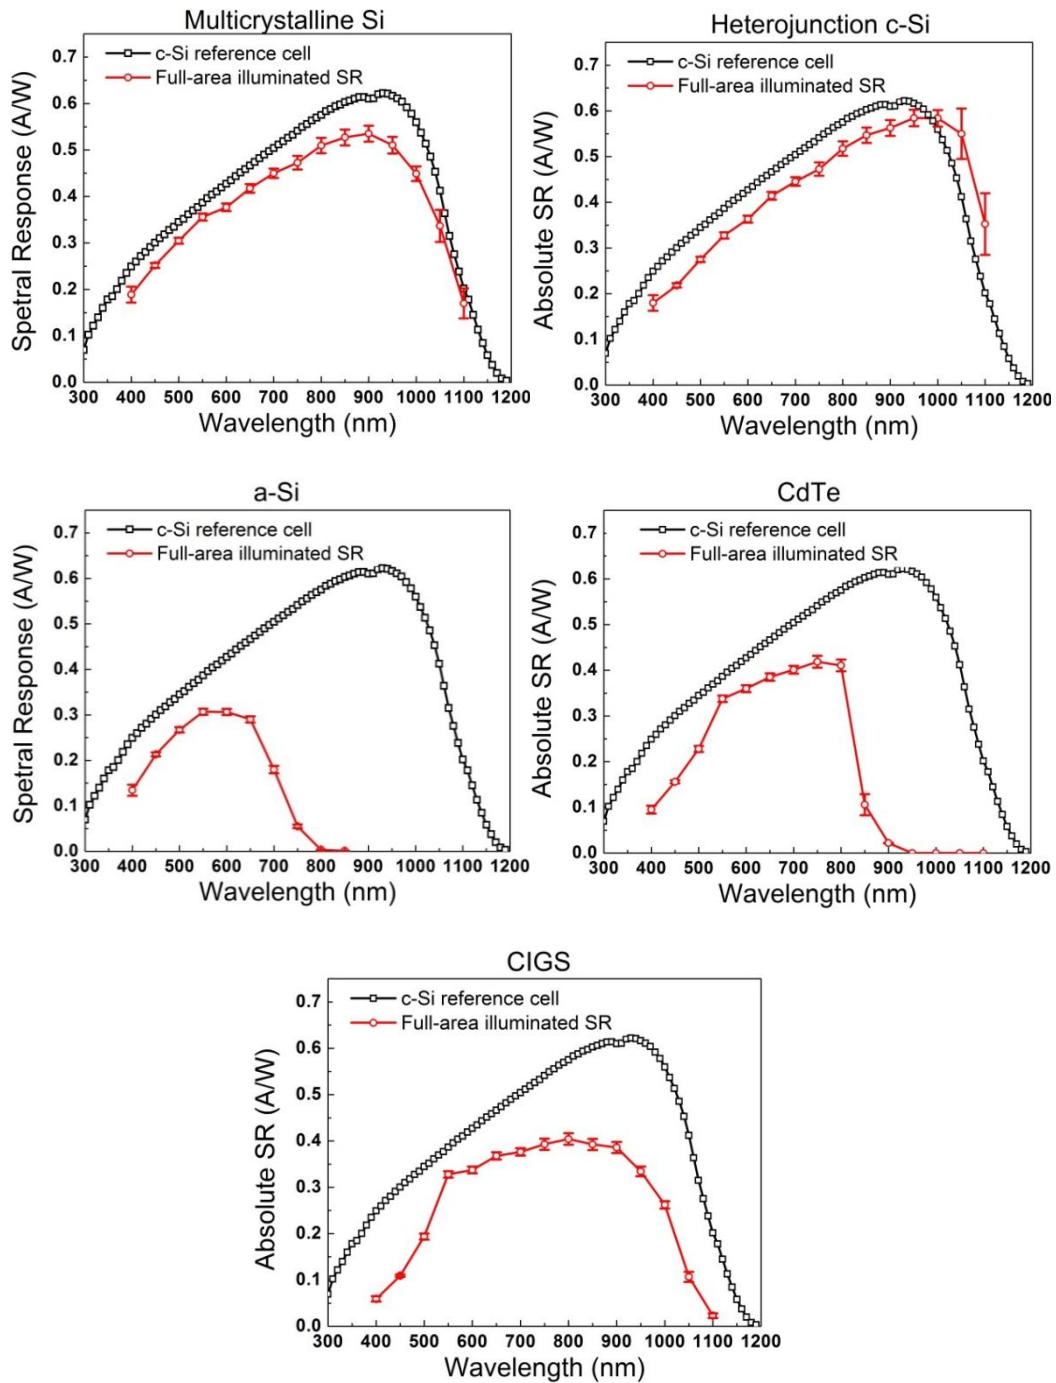 Multicrystalline Si
c-Si reference cell
Full-area illuminated SR
Spetral Response (A/W)
0.7
0.6
0.5
0.4
0.3
0.2
0.1
0.0
300 400 500 600 700 800 900 1000 1100 1200
Wavelength (nm)
Heterojunction c-Si
c-Si reference cell
Full-area illuminated SR
Absolute SR (A/W)
0.7
0.6
0.5
0.4
0.3
0.2
0.1
0.0
300 400 500 600 700 800 900 1000 1100 1200
Wavelength (nm)
a-Si
c-Si reference cell
Full-area illuminated SR
Spetral Response (A/W)
0.7
0.6
0.5
0.4
0.3
0.2
0.1
0.0
300 400 500 600 700 800 900 1000 1100 1200
Wavelength (nm)
CdTe
c-Si reference cell
Full-area illuminated SR
Absolute SR (A/W)
0.7
0.6
0.5
0.4
0.3
0.2
0.1
0.0
300 400 500 600 700 800 900 1000 1100 1200
Wavelength (nm)
CIGS
c-Si reference cell
Full-area illuminated SR
Absolute SR (A/W)
0.7
0.6
0.5
0.4
0.3
0.2
0.1
0.0
300 400 500 600 700 800 900 1000 1100 1200
Wavelength (nm)